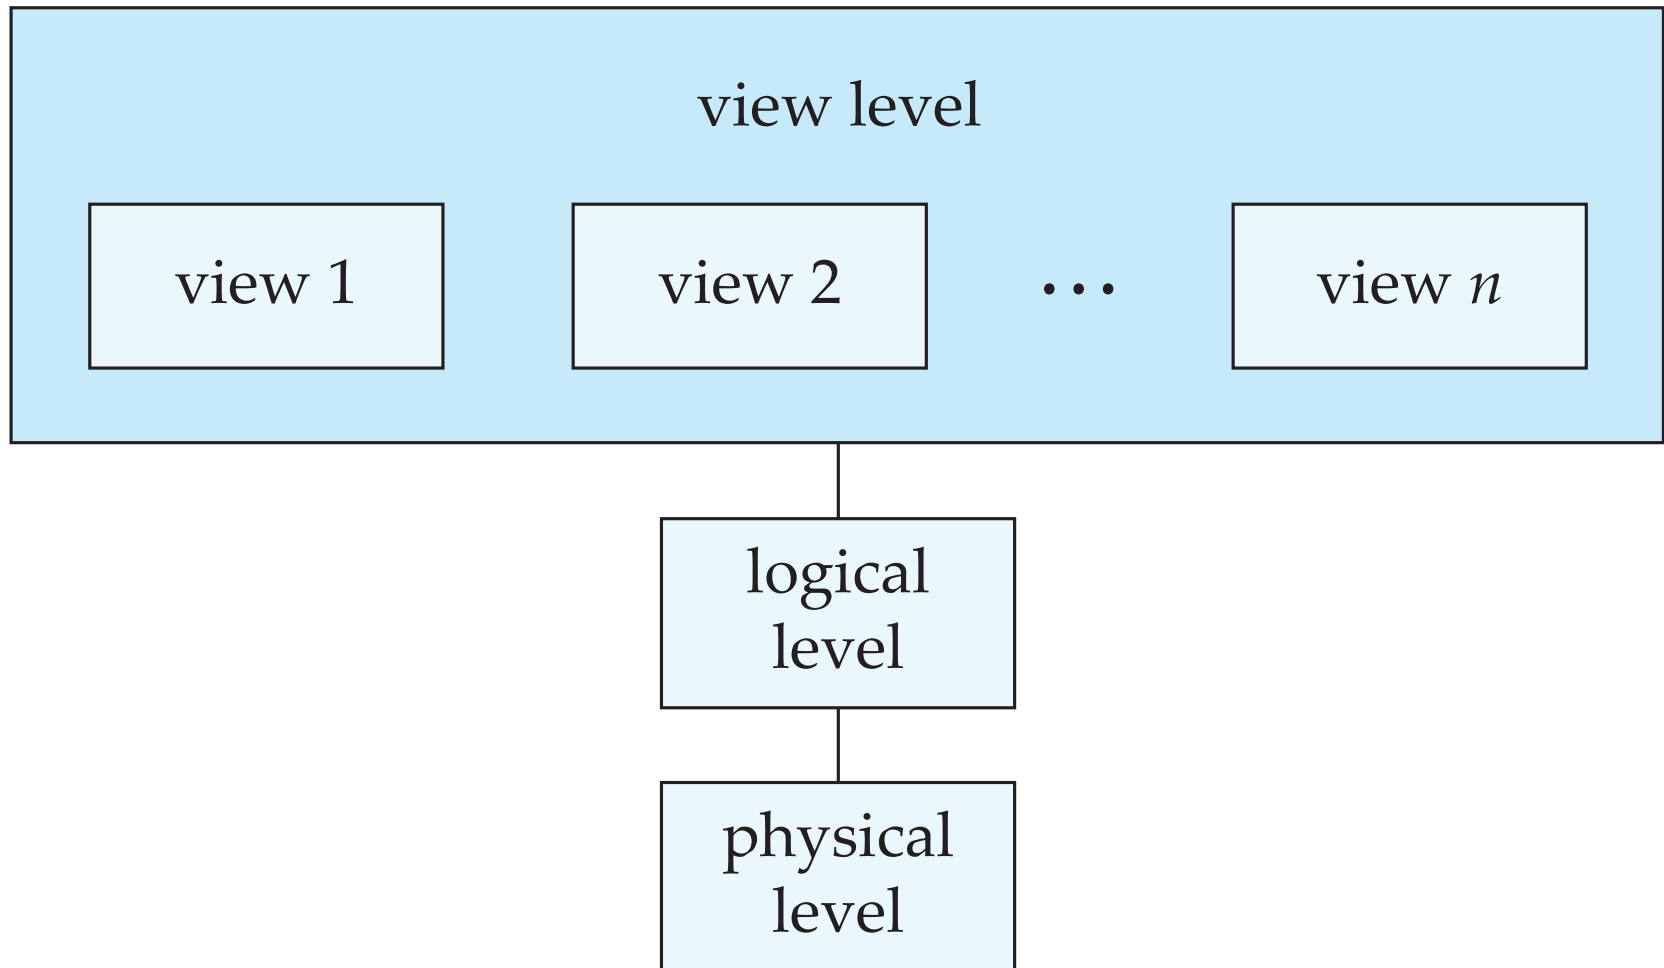 view level
view 1
view 2
...
view n
logical
level
physical
level